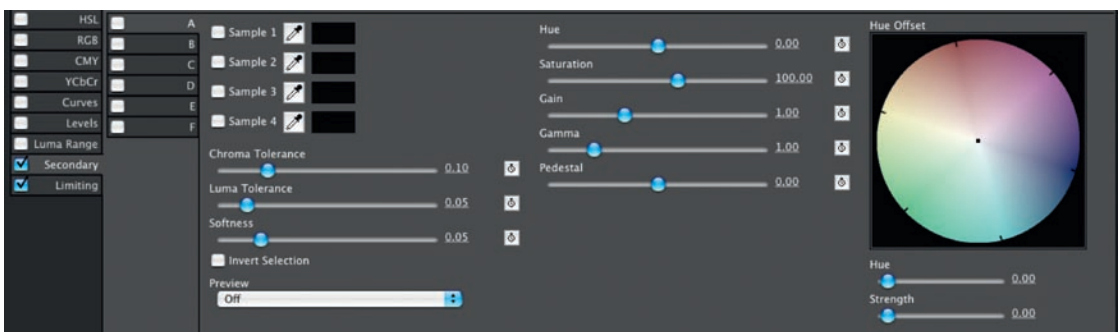 HSL
RGB
CMY
YCbCr
Curves
Levels
Luma Range
Secondary
Limiting
A
B
C
D
E
F
Sample 1
Sample 2
Sample 3
Sample 4
Chroma Tolerance
0.10
Luma Tolerance
0.05
Softness
0.05
Invert Selection
Preview
Off
Hue
0.00
Saturation
100.00
Gain
1.00
Gamma
1.00
Pedestal
0.00
Hue Offset
Hue
0.00
Strength
0.00